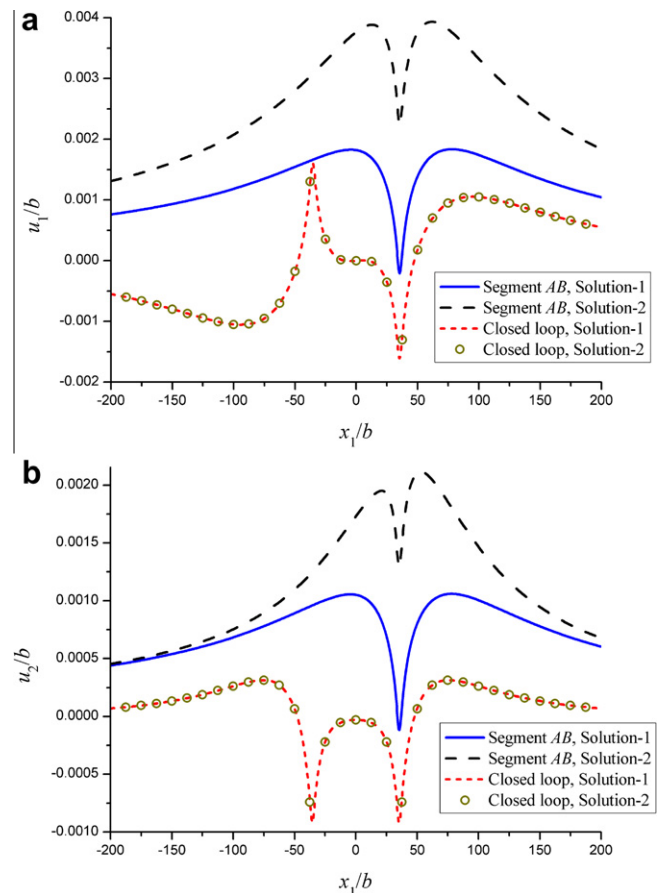 a
0.004
0.003
0.002
0.001
0.000
-0.001
-0.002
u1/b
Segment AB, Solution-1
Segment AB, Solution-2
Closed loop, Solution-1
Closed loop, Solution-2
-200 -150 -100 -50 0 50 100 150 200
x1/b
b
0.0020
0.0015
0.0010
0.0005
0.0000
-0.0005
-0.0010
u2/b
Segment AB, Solution-1
Segment AB, Solution-2
Closed loop, Solution-1
Closed loop, Solution-2
-200 -150 -100 -50 0 50 100 150 200
x1/b